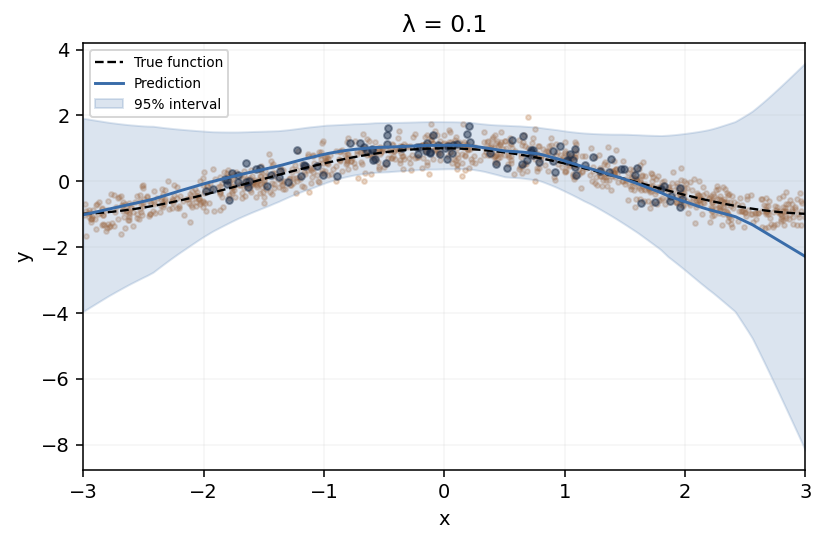 λ = 0.1
True function
Prediction
95% interval
4
2
0
−2
−4
−6
−8
y
−3
−2
−1
0
1
2
3
x